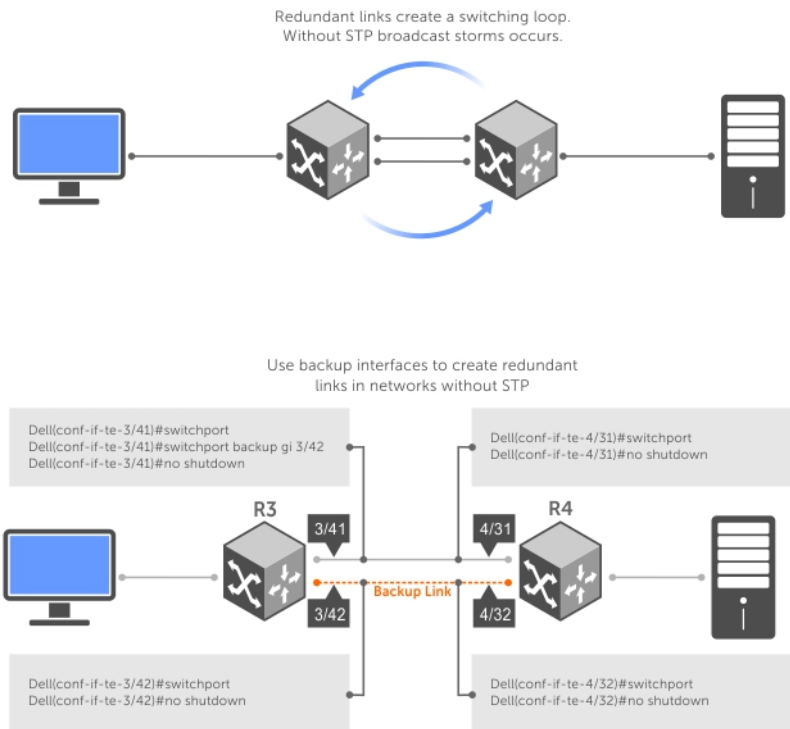 Redundant links create a switching loop.
Without STP broadcast storms occurs.
Use backup interfaces to create redundant
links in networks without STP
Dell(conf-if-te-3/41)#switchport
Dell(conf-if-te-3/41)#switchport backup gi 3/42
Dell(conf-if-te-3/41)#no shutdown
Dell(conf-if-te-4/31)#switchport
Dell(conf-if-te-4/31)#no shutdown
R3
R4
3/41
4/31
Backup Link
3/42
4/32
Dell(conf-if-te-3/42)#switchport
Dell(conf-if-te-3/42)#no shutdown
Dell(conf-if-te-4/32)#switchport
Dell(conf-if-te-4/32)#no shutdown